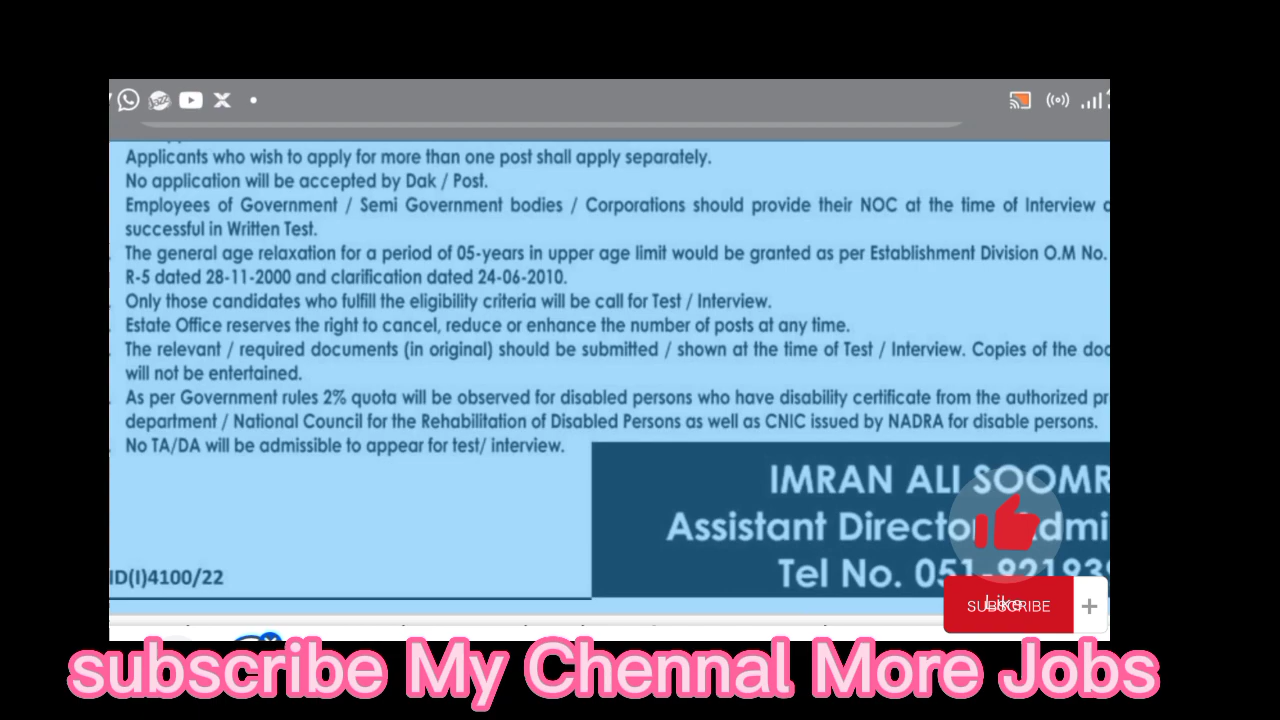 Applicants who wish to apply for more than one post shall apply separately.
No application will be accepted by Dak / Post.
Employees of Government / Semi Government bodies / Corporations should provide their NOC at the time of Interview
successful in Written Test.
The general age relaxation for a period of 05-years in upper age limit would be granted as per Establishment Division O.M No.
R-5 dated 28-11-2000 and clarification dated 24-06-2010.
Only those candidates who fulfill the eligibility criteria will be call for Test / Interview.
Estate Office reserves the right to cancel, reduce or enhance the number of posts at any time.
The relevant / required documents (in original) should be submitted / shown at the time of Test / Interview. Copies of the doc
will not be entertained.
As per Government rules 2% quota will be observed for disabled persons who have disability certificate from the authorized pr
department / National Council for the Rehabilitation of Disabled Persons as well as CNIC issued by NADRA for disable persons.
No TA/DA will be admissible to appear for test/ interview.
IMRAN ALI SOOMR
Assistant Director Admi
Tel No. 051-92193
ID(I)4100/22
SUBSCRIBE
Like
+
subscribe My Chennal More Jobs